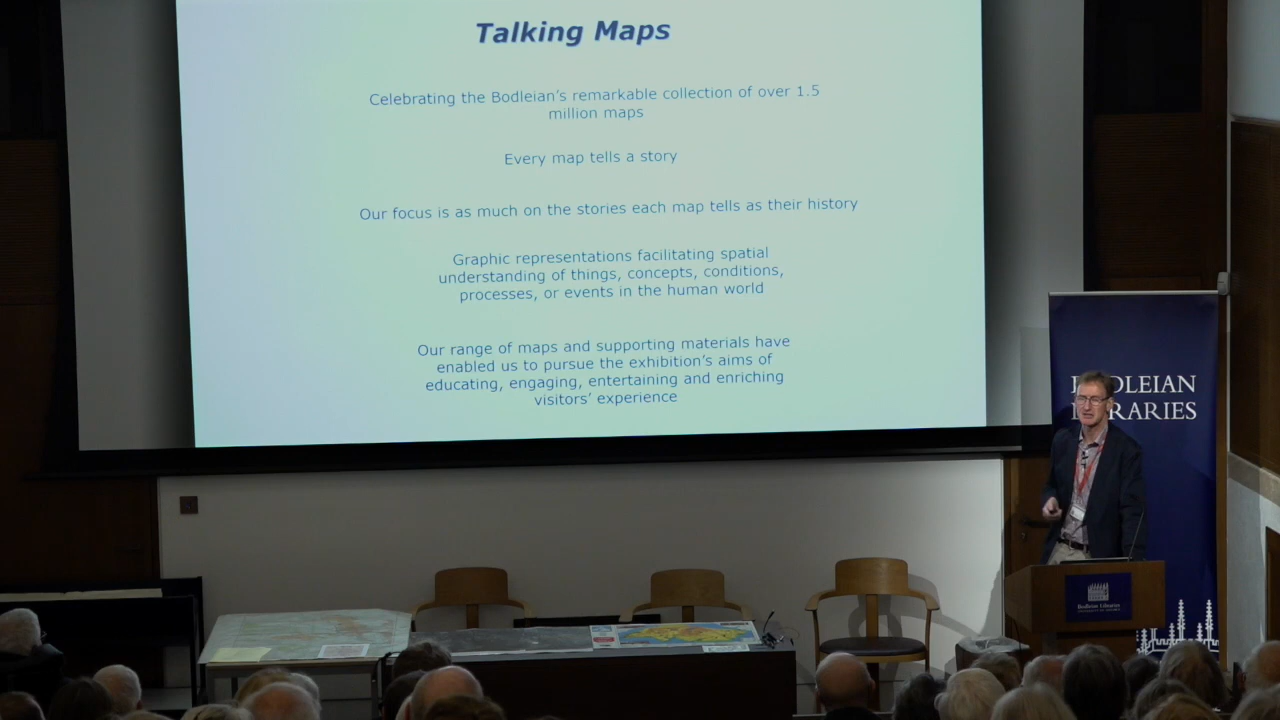 Talking Maps
Celebrating the Bodleian's remarkable collection of over 1.5
million maps
Every map tells a story
Our focus is as much on the stories each map tells as their history
Graphic representations facilitating spatial
understanding of things, concepts, conditions,
processes, or events in the human world
Our range of maps and supporting materials have
enabled us to pursue the exhibition's aims of
educating, engaging, entertaining and enriching
visitors' experience
BODLEIAN
LIBRARIES
Bodleian Libraries